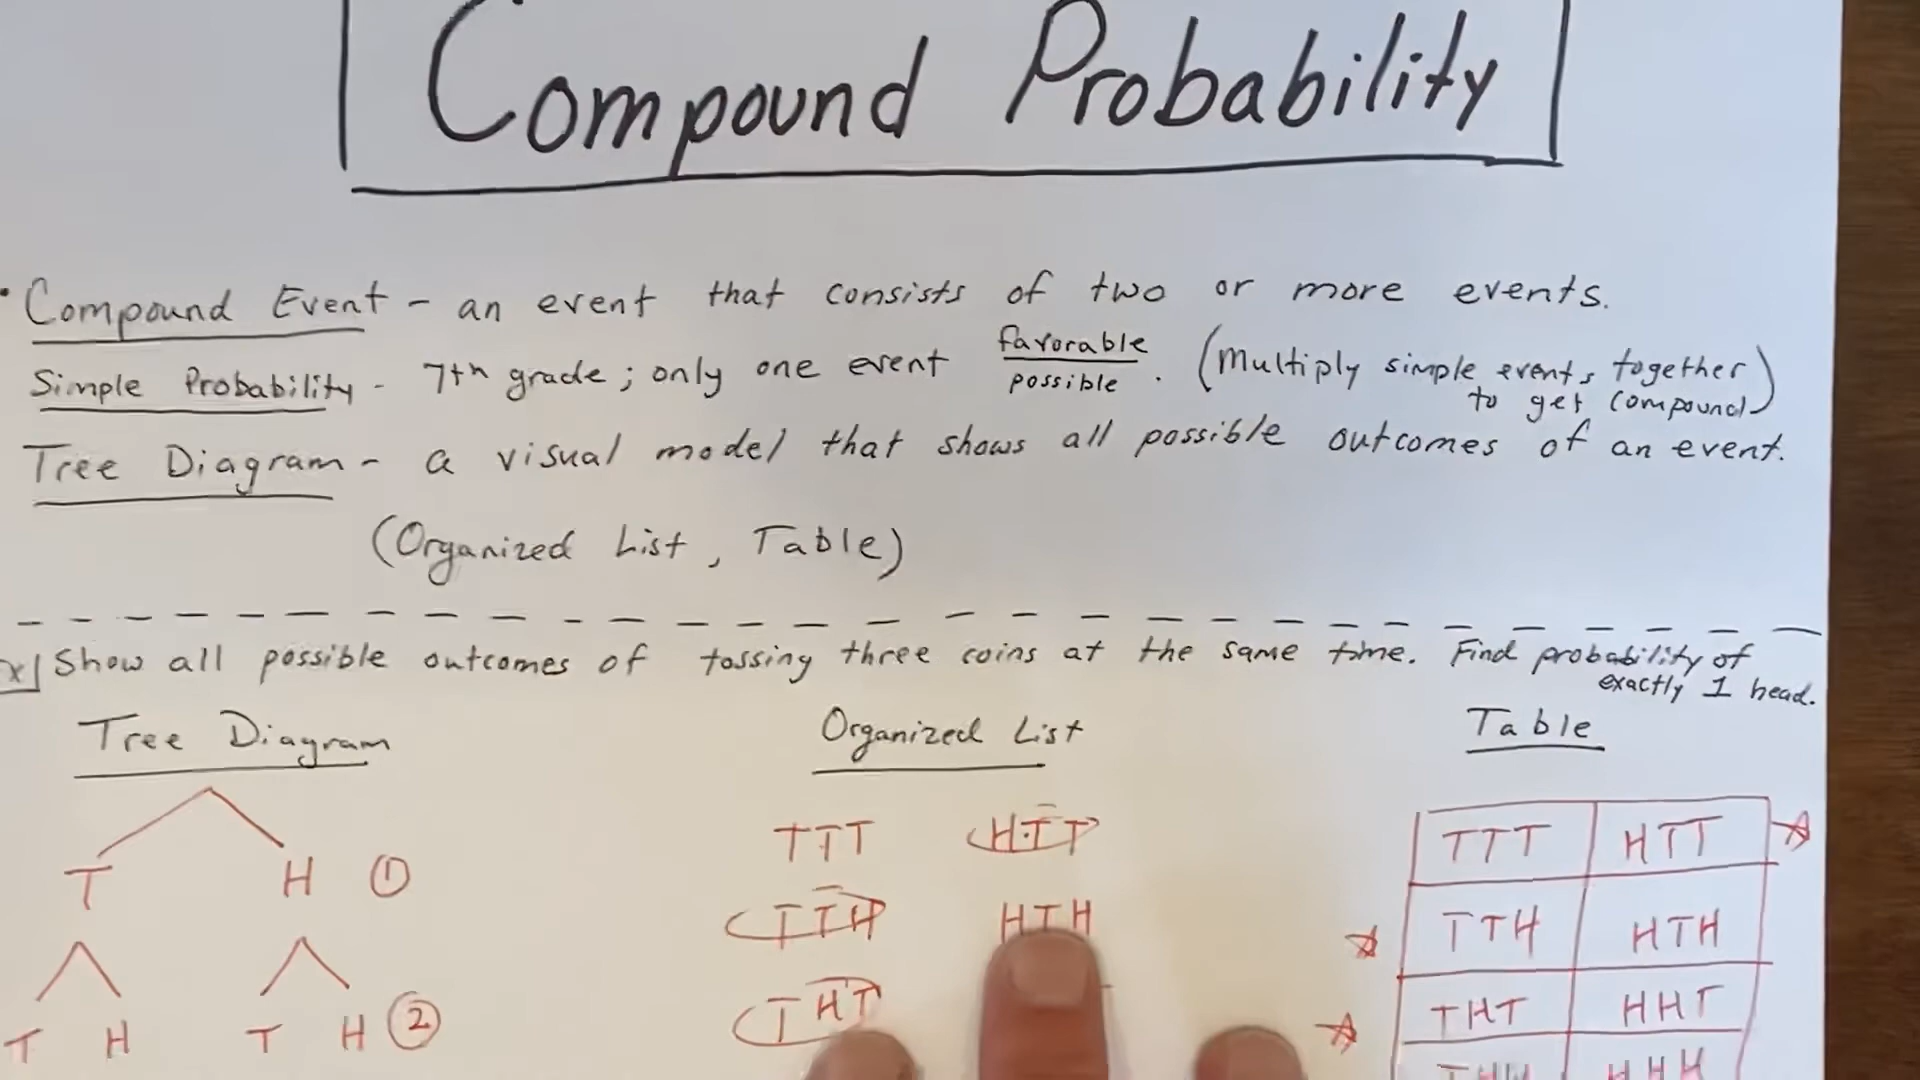 Compound Probability
• Compound Event - an event that consists of two or more events.
Simple Probability - 7th grade; only one event favorable/possible. (Multiply simple events together
to get compound)
Tree Diagram - a visual model that shows all possible outcomes of an event.
(Organized List, Table)
x| Show all possible outcomes of tossing three coins at the same time. Find probability of
exactly 1 head.
Tree Diagram
T H ①
T H T H ②
Organized List
TTT HTT
TTH HTH
THT
Table
TTT HTT
TTH HTH
THT HHT
THH HHH